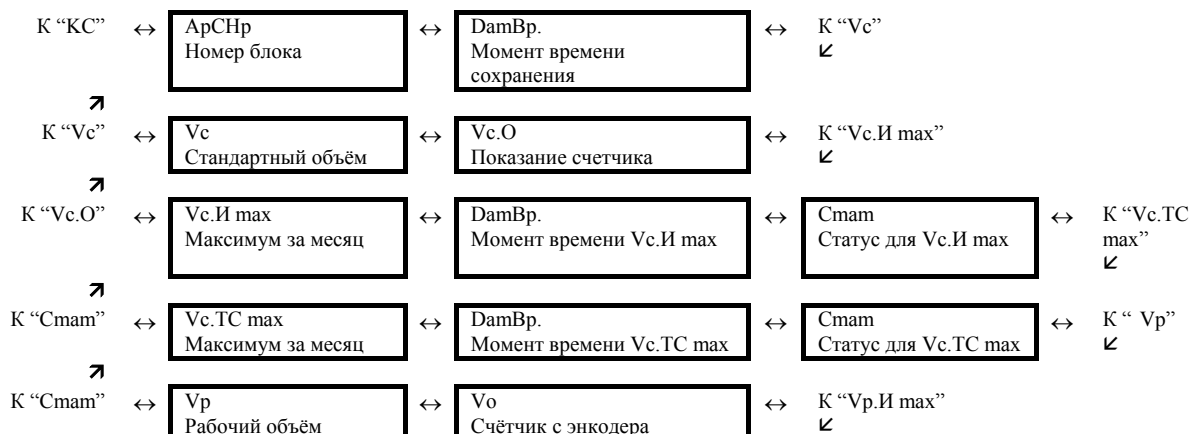 К “КС” ↔ АрСНр ↔ DamBp. ↔ К “Vc”
Номер блока Момент времени ↙
сохранения
↗
К “Vc” ↔ Vc ↔ Vc.O ↔ К “Vc.И max”
Стандартный объём Показание счетчика ↙
↗
К “Vc.O” ↔ Vc.И max ↔ DamBp. ↔ Cmam ↔ К “Vc.TC
Максимум за месяц Момент времени Vc.И max Статус для Vc.И max max”
↙
↗
К “Cmam” ↔ Vc.TC max ↔ DamBp. ↔ Cmam ↔ К “ Vp”
Максимум за месяц Момент времени Vc.TC max Статус для Vc.TC max ↙
↗
К “Cmam” ↔ Vp ↔ Vo ↔ К “Vp.И max”
Рабочий объём Счётчик с энкодера ↙